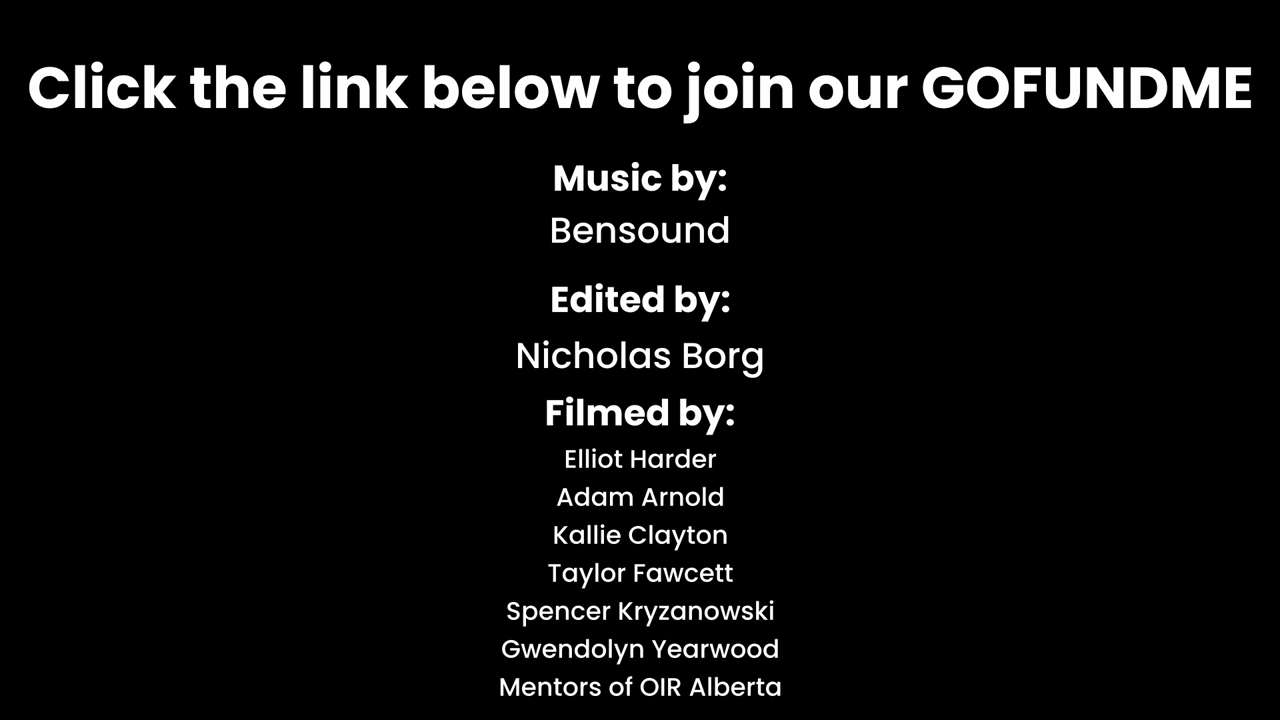 Click the link below to join our GOFUNDME
Music by:
Bensound
Edited by:
Nicholas Borg
Filmed by:
Elliot Harder
Adam Arnold
Kallie Clayton
Taylor Fawcett
Spencer Kryzanowski
Gwendolyn Yearwood
Mentors of OIR Alberta